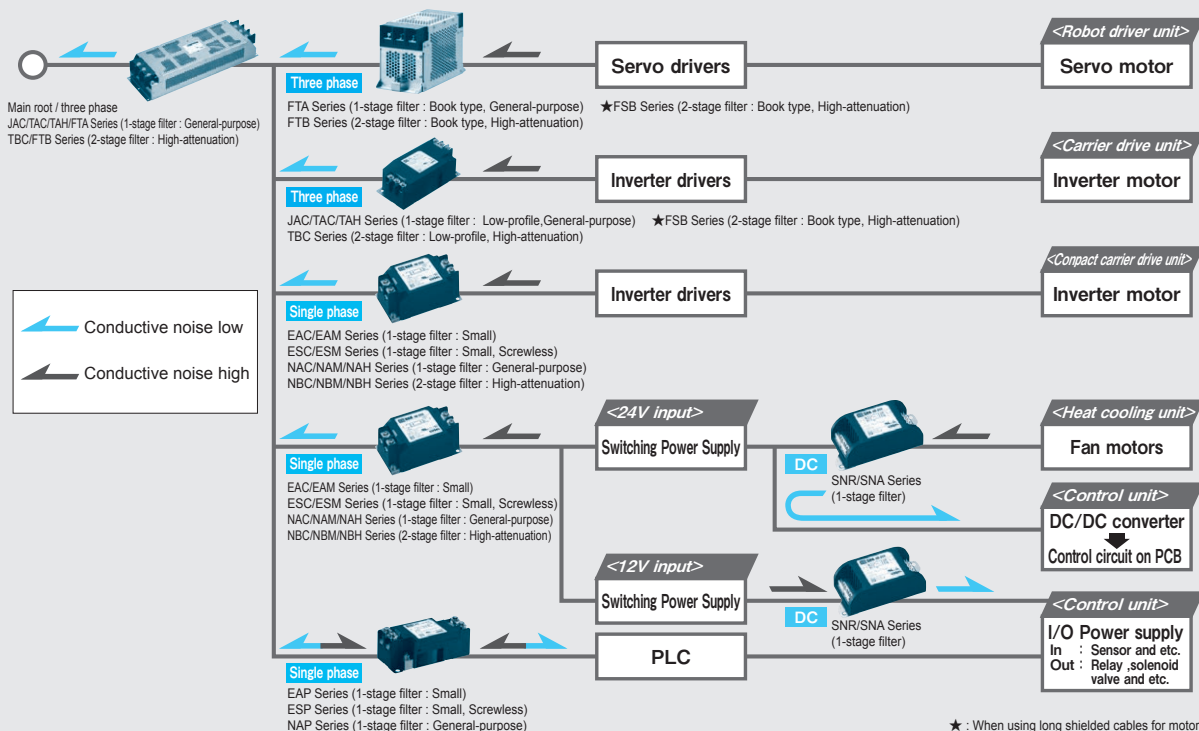 Main root / three phase
JAC/TAC/TAH/FTA Series (1-stage filter : General-purpose)
TBC/FTB Series (2-stage filter : High-attenuation)
Three phase
FTA Series (1-stage filter : Book type, General-purpose)
FTB Series (2-stage filter : Book type, High-attenuation)
★FSB Series (2-stage filter : Book type, High-attenuation)
Servo drivers
<Robot driver unit>
Servo motor
Three phase
JAC/TAC/TAH Series (1-stage filter : Low-profile,General-purpose)
★FSB Series (2-stage filter : Book type, High-attenuation)
TBC Series (2-stage filter : Low-profile, High-attenuation)
Inverter drivers
<Carrier drive unit>
Inverter motor
Single phase
EAC/EAM Series (1-stage filter : Small)
ESC/ESM Series (1-stage filter : Small, Screwless)
NAC/NAM/NAH Series (1-stage filter : General-purpose)
NBC/NBM/NBH Series (2-stage filter : High-attenuation)
Inverter drivers
<Conpact carrier drive unit>
Inverter motor
Conductive noise low
Conductive noise high
Single phase
EAC/EAM Series (1-stage filter : Small)
ESC/ESM Series (1-stage filter : Small, Screwless)
NAC/NAM/NAH Series (1-stage filter : General-purpose)
NBC/NBM/NBH Series (2-stage filter : High-attenuation)
<24V input>
Switching Power Supply
DC
SNR/SNA Series
(1-stage filter)
<Heat cooling unit>
Fan motors
<Control unit>
DC/DC converter
Control circuit on PCB
<12V input>
Switching Power Supply
DC
SNR/SNA Series
(1-stage filter)
<Control unit>
I/O Power supply
In : Sensor and etc.
Out : Relay ,solenoid
valve and etc.
Single phase
EAP Series (1-stage filter : Small)
ESP Series (1-stage filter : Small, Screwless)
NAP Series (1-stage filter : General-purpose)
PLC
★ : When using long shielded cables for motor